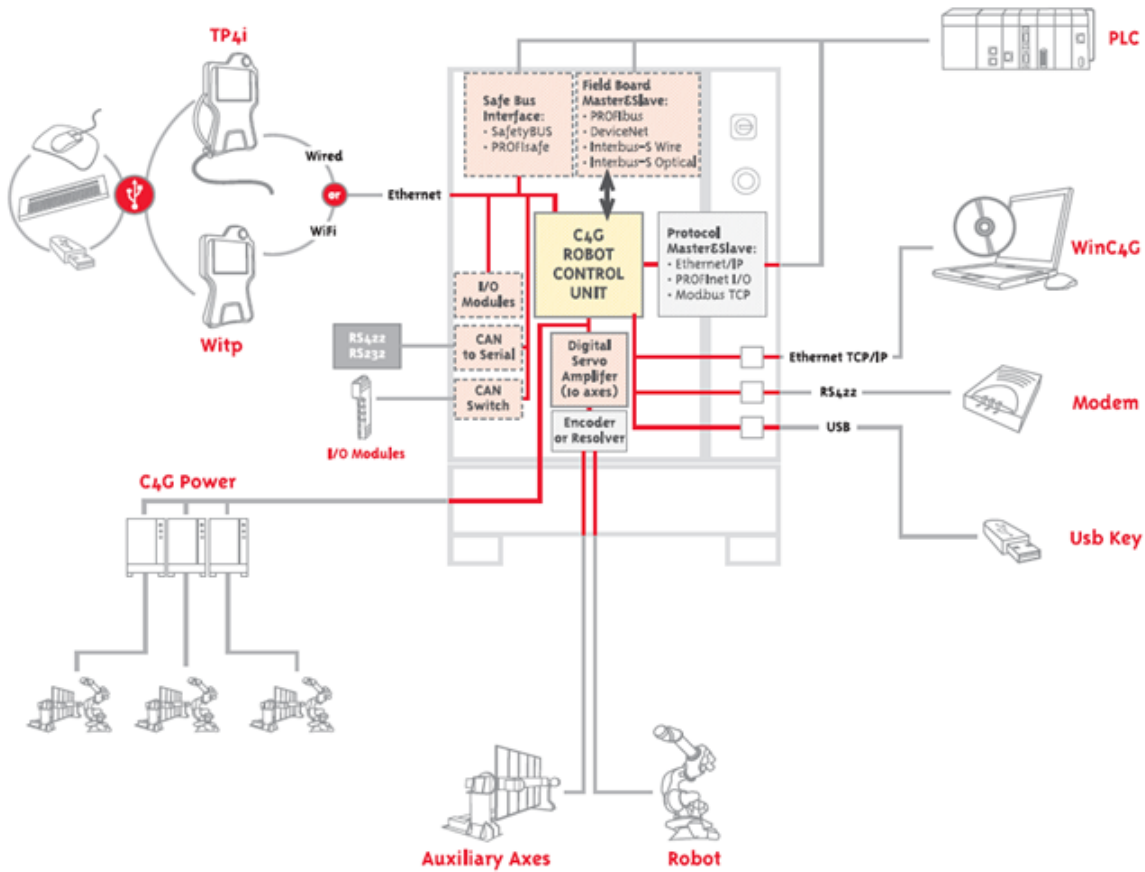 TP4i
PLC
Safe Bus
Interface:
• SafetyBUS
• PROFIsafe
Field Board
Master&Slave:
• PROFIbus
• DeviceNet
• Interbus-S Wire
• Interbus-S Optical
Wired
or
WiFi
Ethernet
C4G
ROBOT
CONTROL
UNIT
Protocol
Master&Slave:
• Ethernet/IP
• PROFInet I/O
• Modbus TCP
WinC4G
I/O
Modules
Witp
RS422
RS232
CAN
to Serial
Digital
Servo
Amplifer
(10 axes)
Ethernet TCP/IP
CAN
Switch
RS422
Modem
Encoder
or Resolver
USB
I/O Modules
C4G Power
Usb Key
Auxiliary Axes
Robot